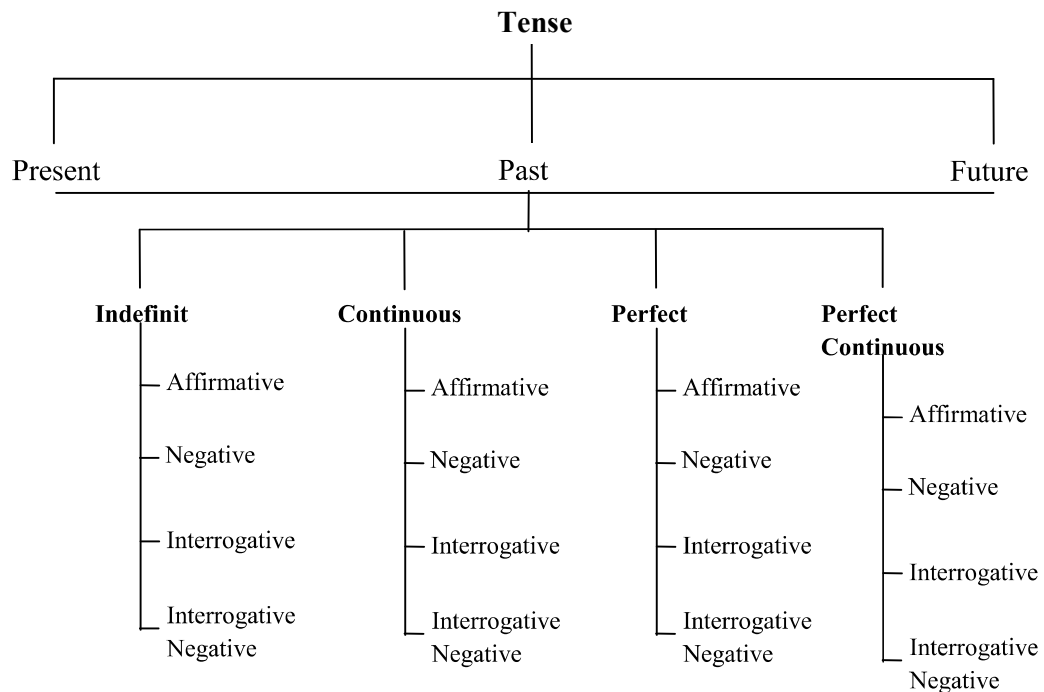 Tense
Present
Past
Future
Indefinit
Affirmative
Negative
Interrogative
Interrogative
Negative
Continuous
Affirmative
Negative
Interrogative
Interrogative
Negative
Perfect
Affirmative
Negative
Interrogative
Interrogative
Negative
Perfect
Continuous
Affirmative
Negative
Interrogative
Interrogative
Negative